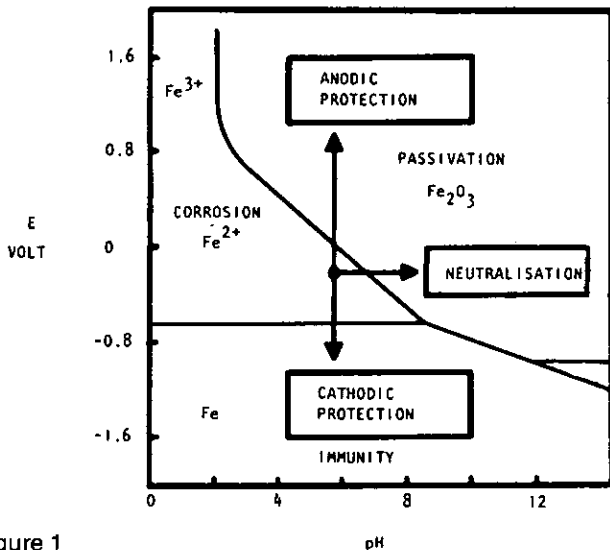 1.6
0.8
0
-0.8
-1.6
E
VOLT
Fe3+
ANODIC
PROTECTION
PASSIVATION
Fe2O3
CORROSION
Fe2+
NEUTRALISATION
CATHODIC
PROTECTION
Fe
IMMUNITY
0
4
8
12
pH
gure 1